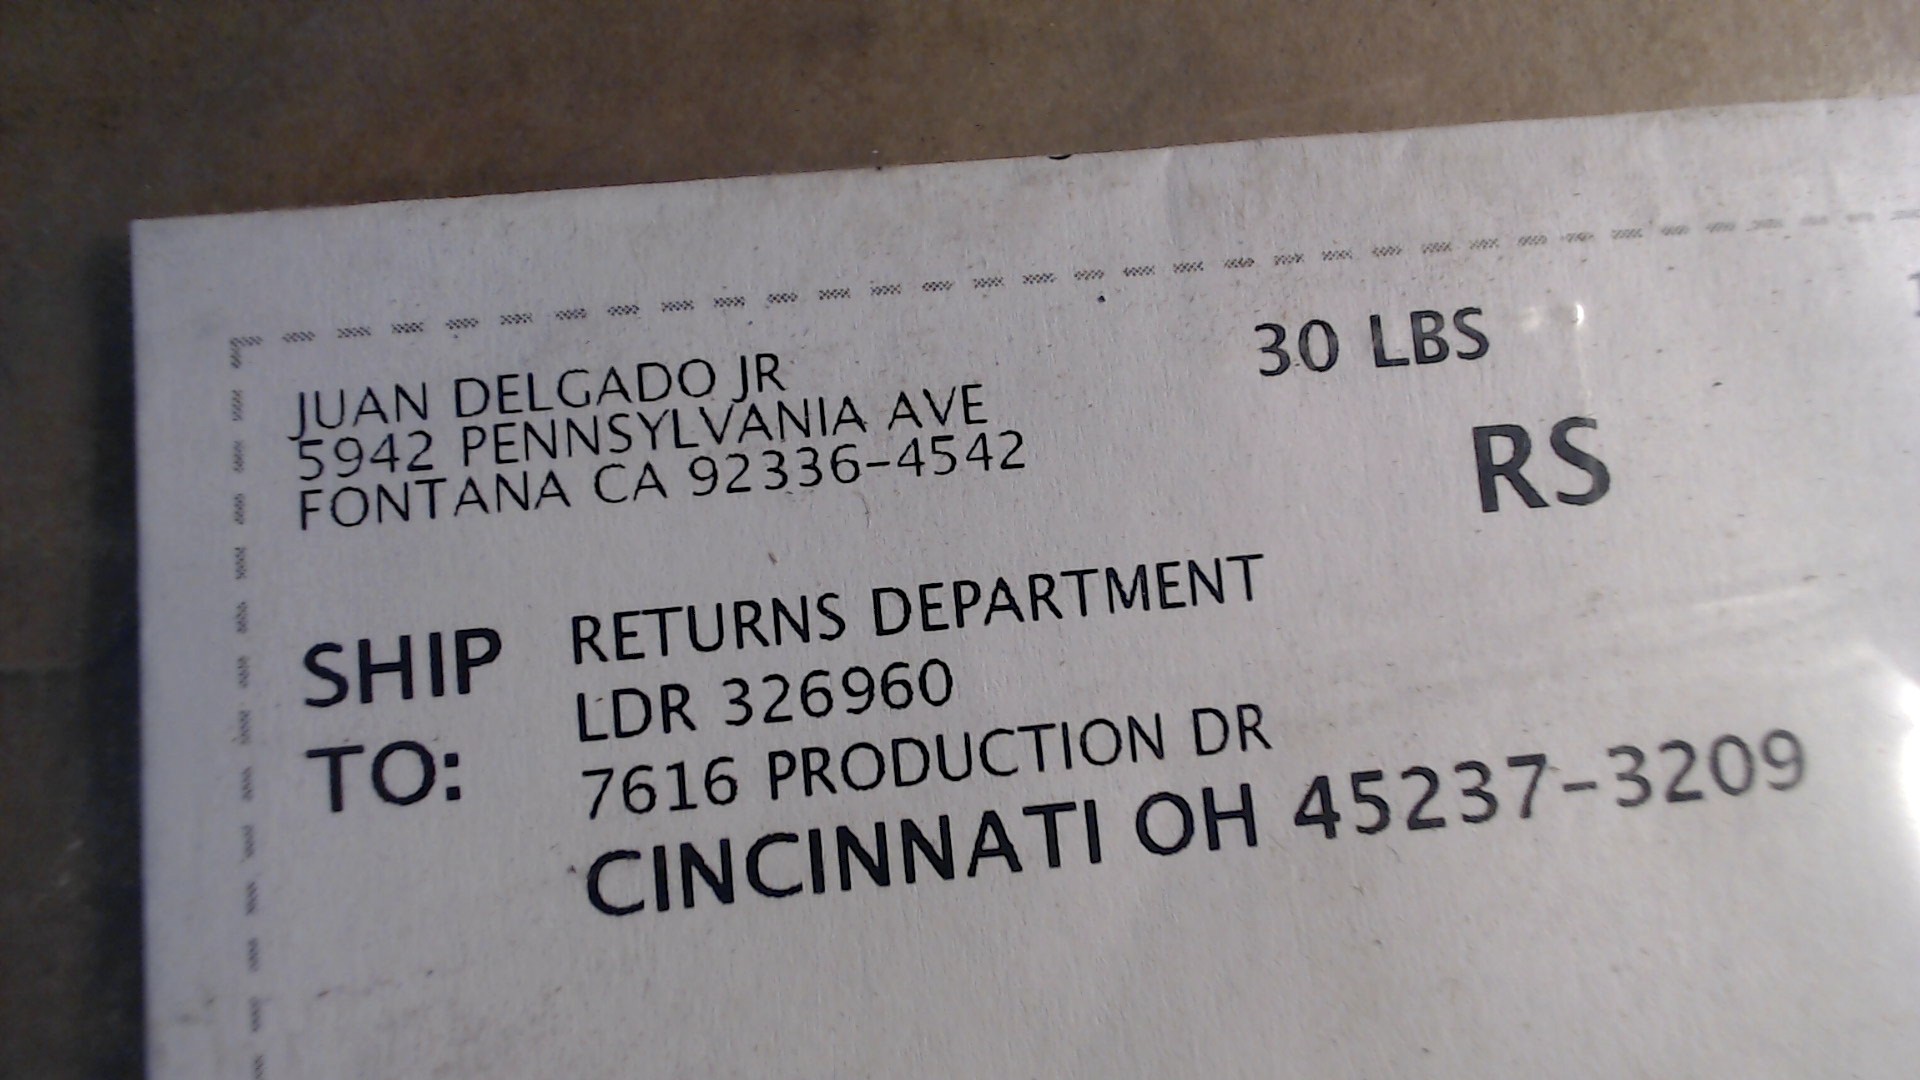 JUAN DELGADO JR
5942 PENNSYLVANIA AVE
FONTANA CA 92336-4542
30 LBS
RS
SHIP TO:
RETURNS DEPARTMENT
LDR 326960
7616 PRODUCTION DR
CINCINNATI OH 45237-3209